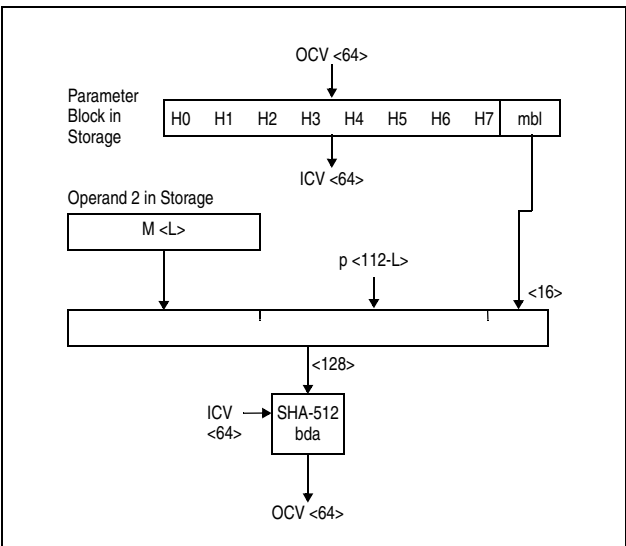 OCV <64>
Parameter
Block in
Storage
H0 H1 H2 H3 H4 H5 H6 H7 mbl
ICV <64>
Operand 2 in Storage
M <L>
p <112-L>
<16>
<128>
ICV
<64>
SHA-512
bda
OCV <64>